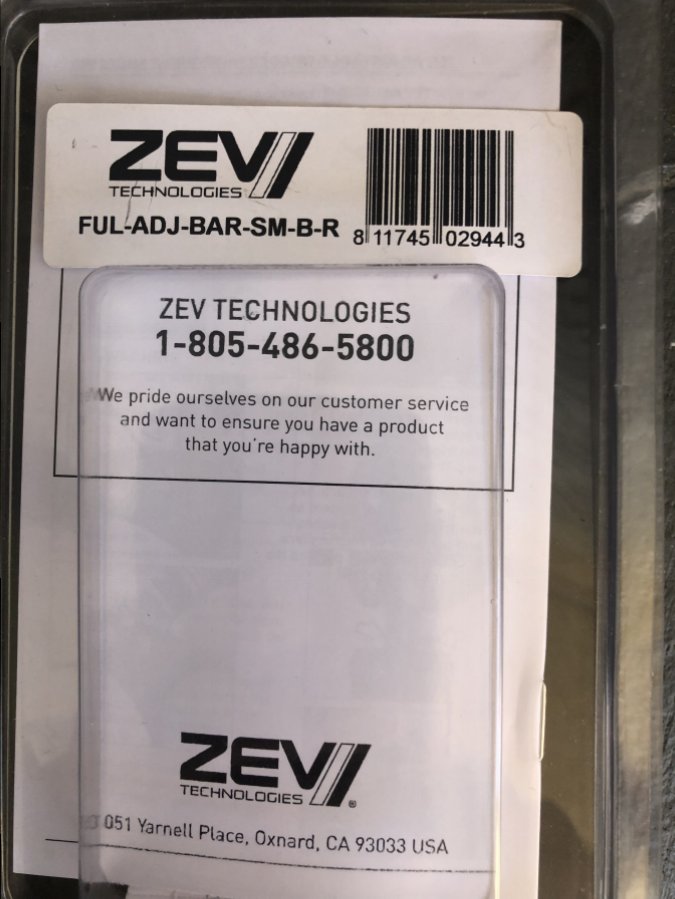 ZEV
TECHNOLOGIES
FUL-ADJ-BAR-SM-B-R
8 11745 02944 3
ZEV TECHNOLOGIES
1-805-486-5800
We pride ourselves on our customer service
and want to ensure you have a product
that you're happy with.
ZEV
TECHNOLOGIES ®
051 Yarnell Place, Oxnard, CA 93033 USA